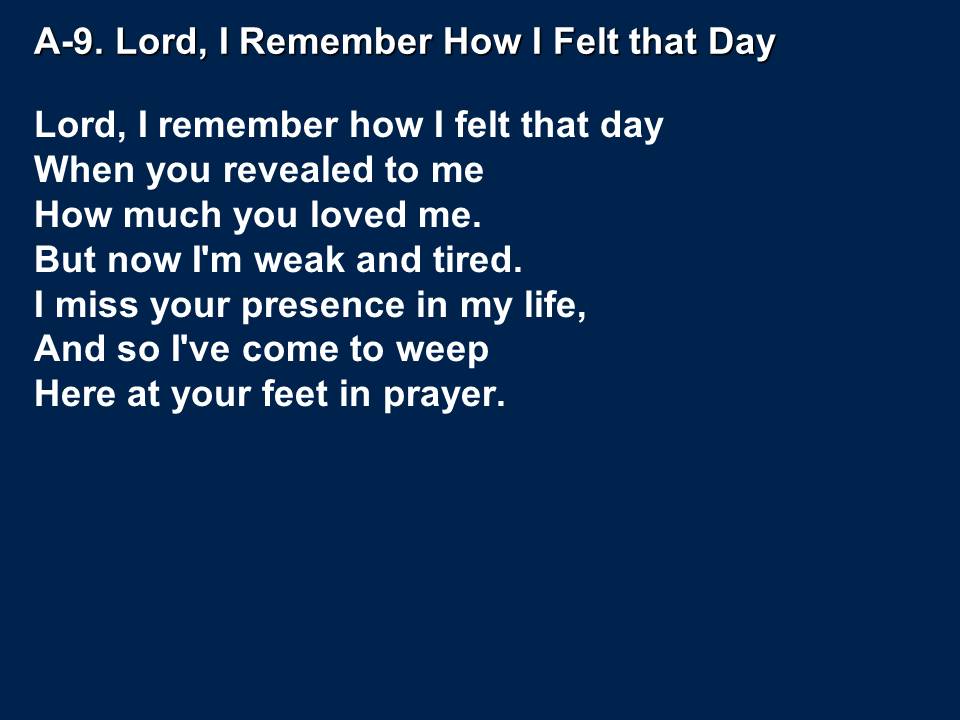 A-9. Lord, I Remember How I Felt that Day
Lord, I remember how I felt that day
When you revealed to me
How much you loved me.
But now I'm weak and tired.
I miss your presence in my life,
And so I've come to weep
Here at your feet in prayer.